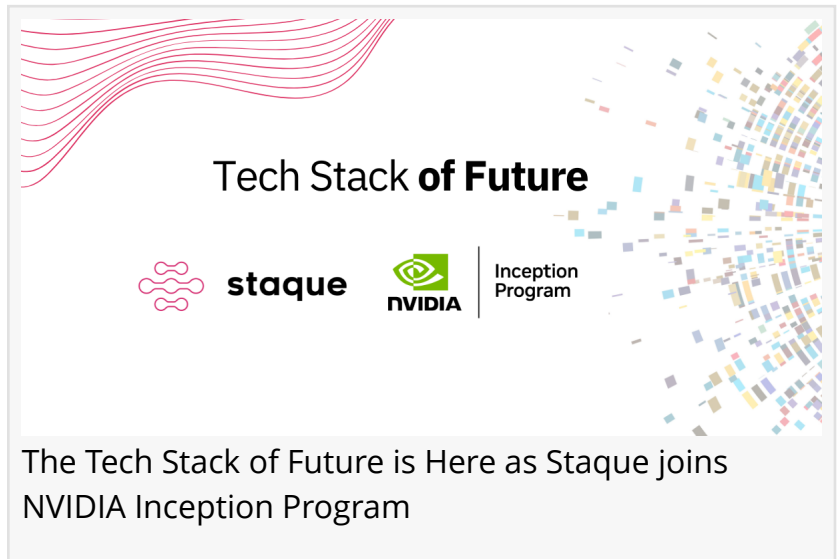 Tech Stack of Future
staque
NVIDIA
Inception
Program
The Tech Stack of Future is Here as Staque joins
NVIDIA Inception Program